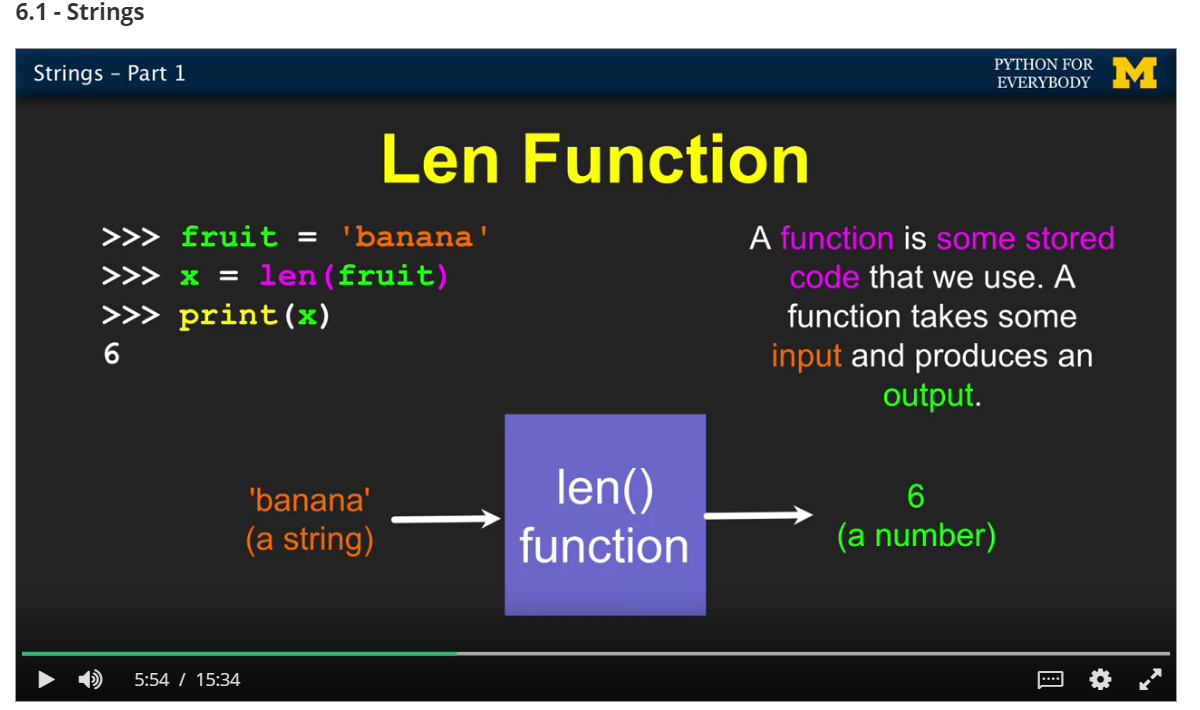 6.1 - Strings
Strings – Part 1
PYTHON FOR
EVERYBODY
M
Len Function
>>> fruit = 'banana'
>>> x = len(fruit)
>>> print(x)
6
A function is some stored
code that we use. A
function takes some
input and produces an
output.
'banana'
(a string)
len()
function
6
(a number)
5:54 / 15:34